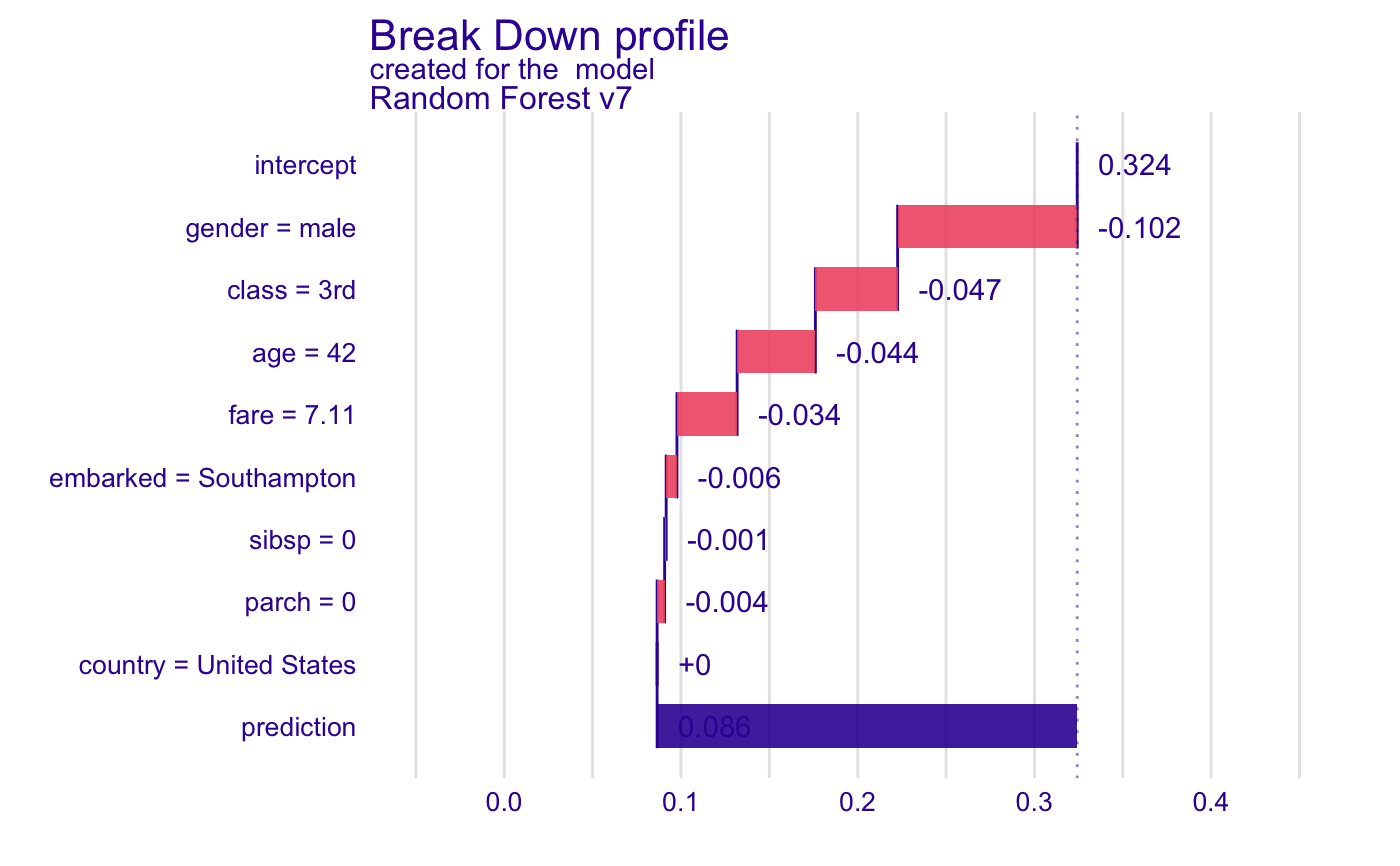 Break Down profile
created for the  model
Random Forest v7
intercept 0.324
gender = male -0.102
class = 3rd -0.047
age = 42 -0.044
fare = 7.11 -0.034
embarked = Southampton -0.006
sibsp = 0 -0.001
parch = 0 -0.004
country = United States +0
prediction 0.086
0.0 0.1 0.2 0.3 0.4